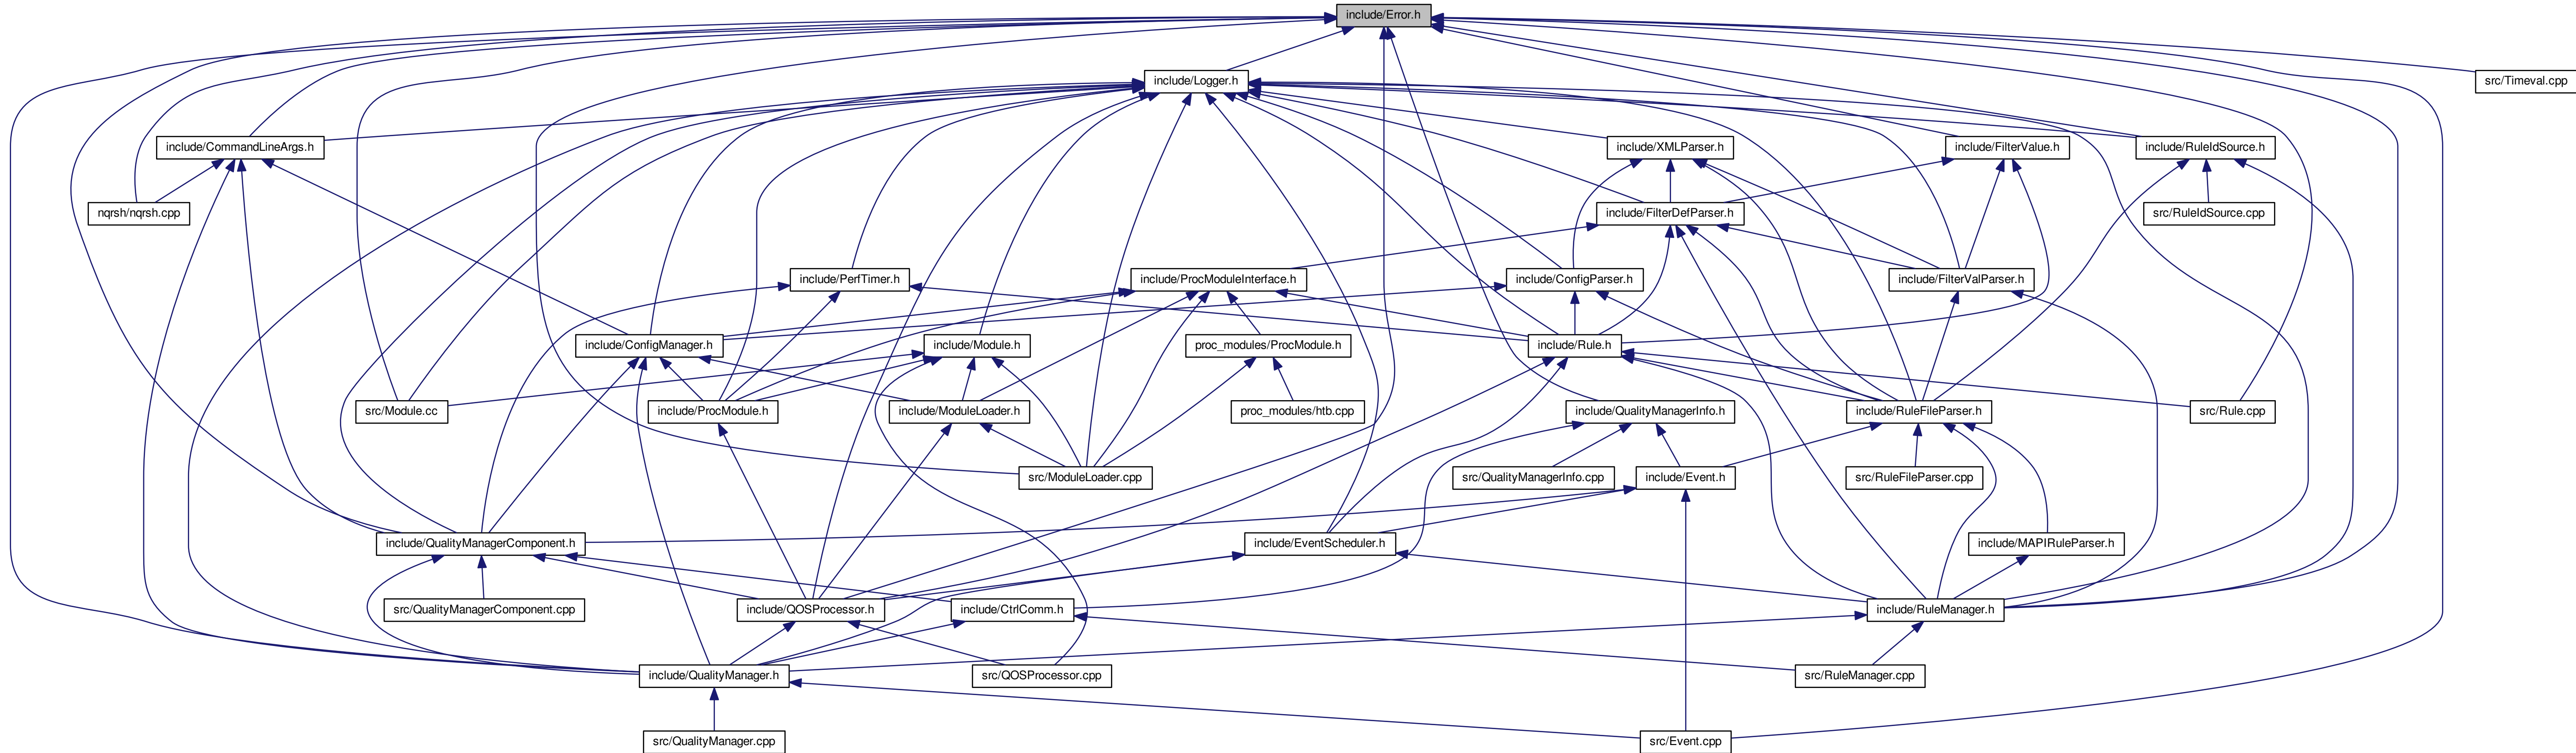 include/Error.h
include/Logger.h
src/Timeval.cpp
include/CommandLineArgs.h
include/XMLParser.h
include/FilterValue.h
include/RuleIdSource.h
nqrsh/nqrsh.cpp
include/FilterDefParser.h
src/RuleIdSource.cpp
include/PerfTimer.h
include/ProcModuleInterface.h
include/ConfigParser.h
include/FilterValParser.h
include/ConfigManager.h
include/Module.h
proc_modules/ProcModule.h
include/Rule.h
src/Module.cc
include/ProcModule.h
include/ModuleLoader.h
proc_modules/htb.cpp
include/QualityManagerInfo.h
include/RuleFileParser.h
src/Rule.cpp
src/ModuleLoader.cpp
src/QualityManagerInfo.cpp
include/Event.h
src/RuleFileParser.cpp
include/QualityManagerComponent.h
include/EventScheduler.h
include/MAPIRuleParser.h
src/QualityManagerComponent.cpp
include/QOSProcessor.h
include/CtrlComm.h
include/RuleManager.h
include/QualityManager.h
src/QOSProcessor.cpp
src/RuleManager.cpp
src/QualityManager.cpp
src/Event.cpp